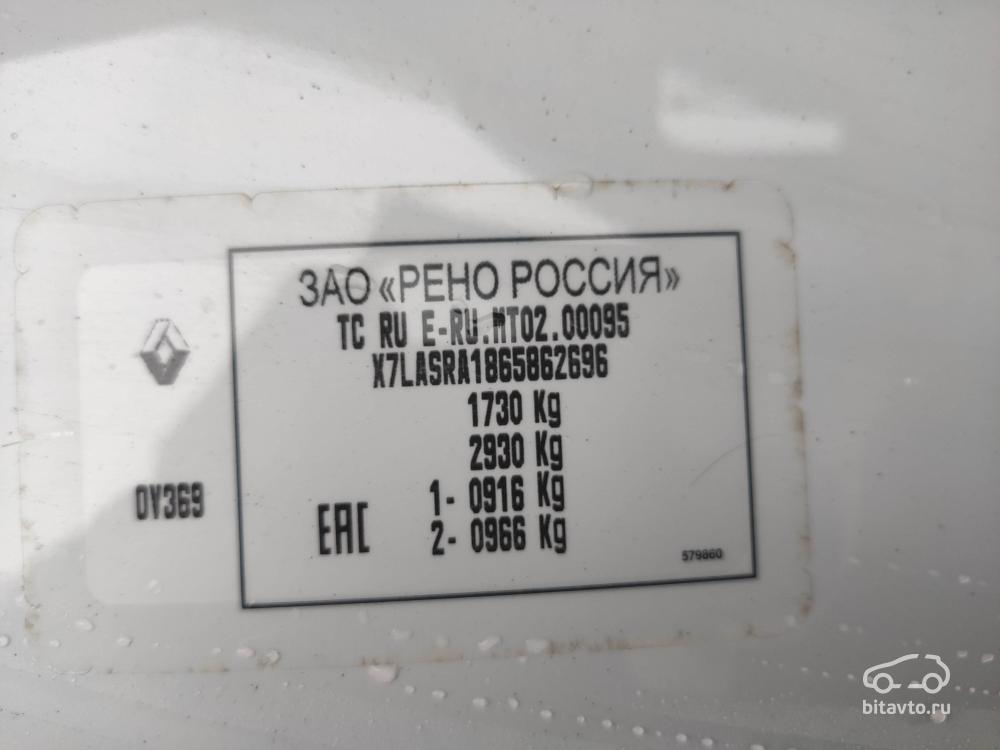 ЗАО «РЕНО РОССИЯ»
TC RU E-RU.MT02.00095
X7LASRA1865862696
1730 Kg
2930 Kg
1- 0916 Kg
2- 0966 Kg
0V369
EAC
579860
bitavto.ru